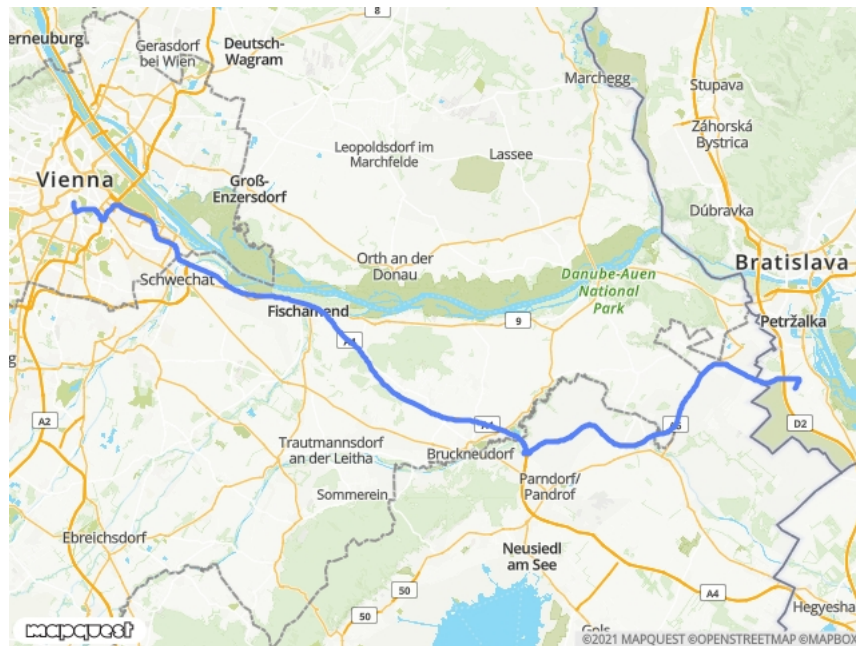 8
erneuburg
Gerasdorf
bei Wien
Deutsch-
Wagram
Marchegg
Stupava
Záhorská
Bystrica
Leopoldsdorf im
Marchfelde
Lassee
Vienna
Groß-
Enzersdorf
Dúbravka
Orth an der
Donau
Danube-Auen
National
Park
Bratislava
Schwechat
Fischamend
9
Petržalka
A4
A2
D2
A4
A6
Trautmannsdorf
an der Leitha
Bruckneudorf
Parndorf/
Pandrof
Sommerein
Ebreichsdorf
Neusiedl
am See
50
A4
50
Hegyesha
Gols
mapquest
©2021 MAPQUEST ©OPENSTREETMAP ©MAPBOX